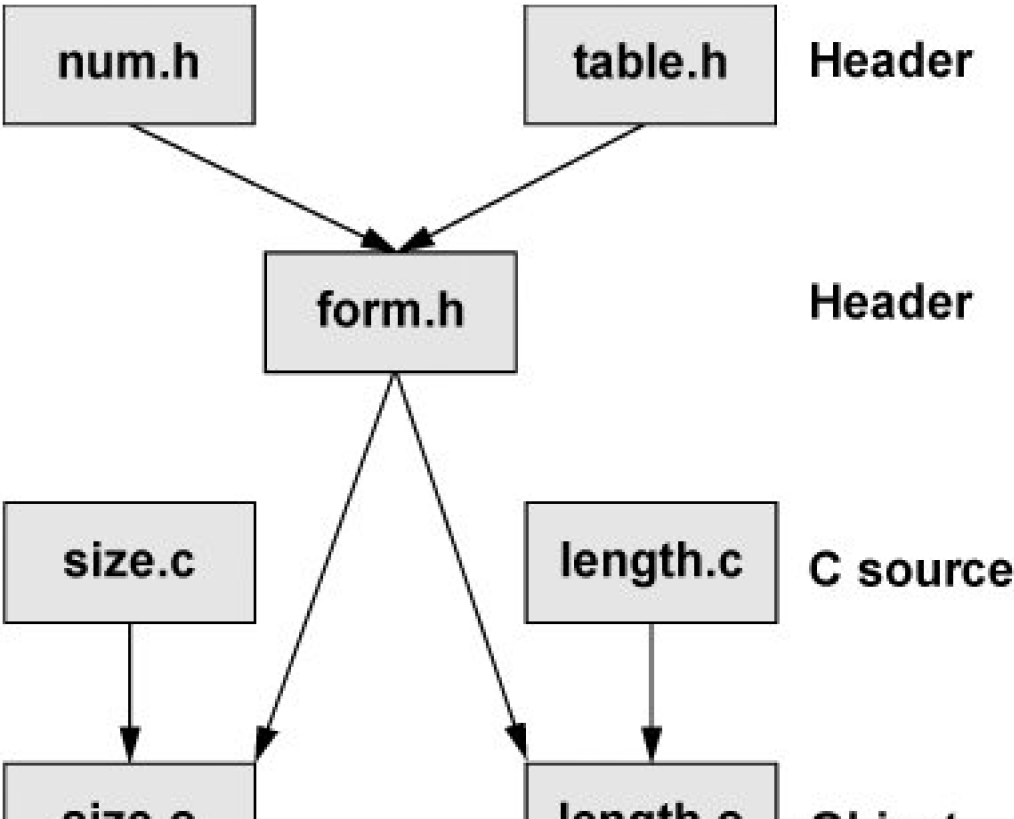 num.h
table.h
Header
form.h
Header
size.c
length.c
C source